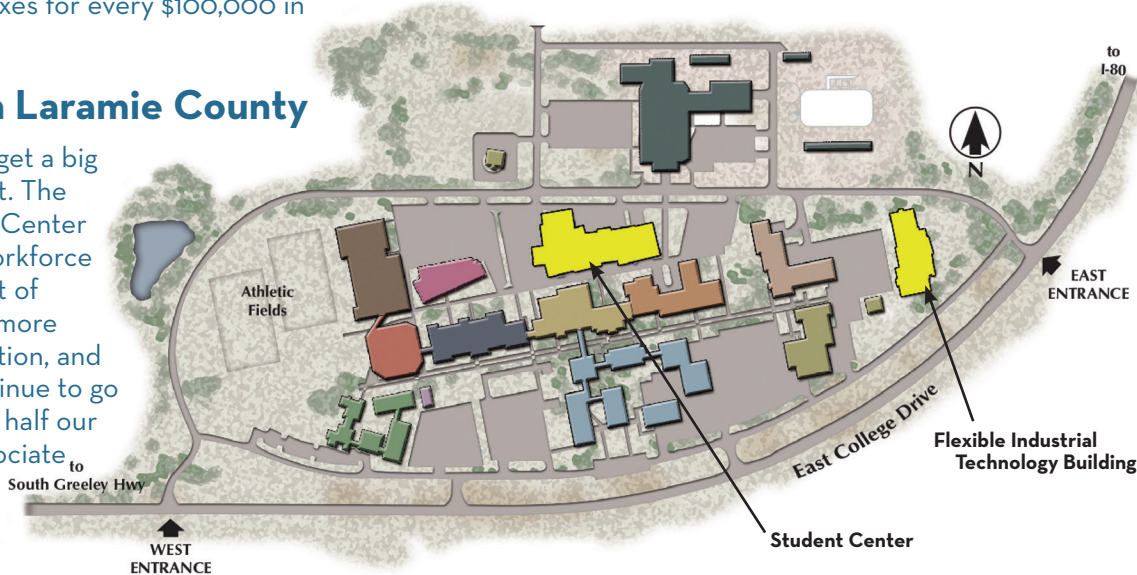 xes for every $100,000 in
Laramie County
get a big
t. The
Center
orkforce
t of
more
tion, and
tinue to go
half our
ociate
to
South Greeley Hwy
WEST
ENTRANCE
Athletic
Fields
to
I-80
N
EAST
ENTRANCE
East College Drive
Flexible Industrial
Technology Building
Student Center